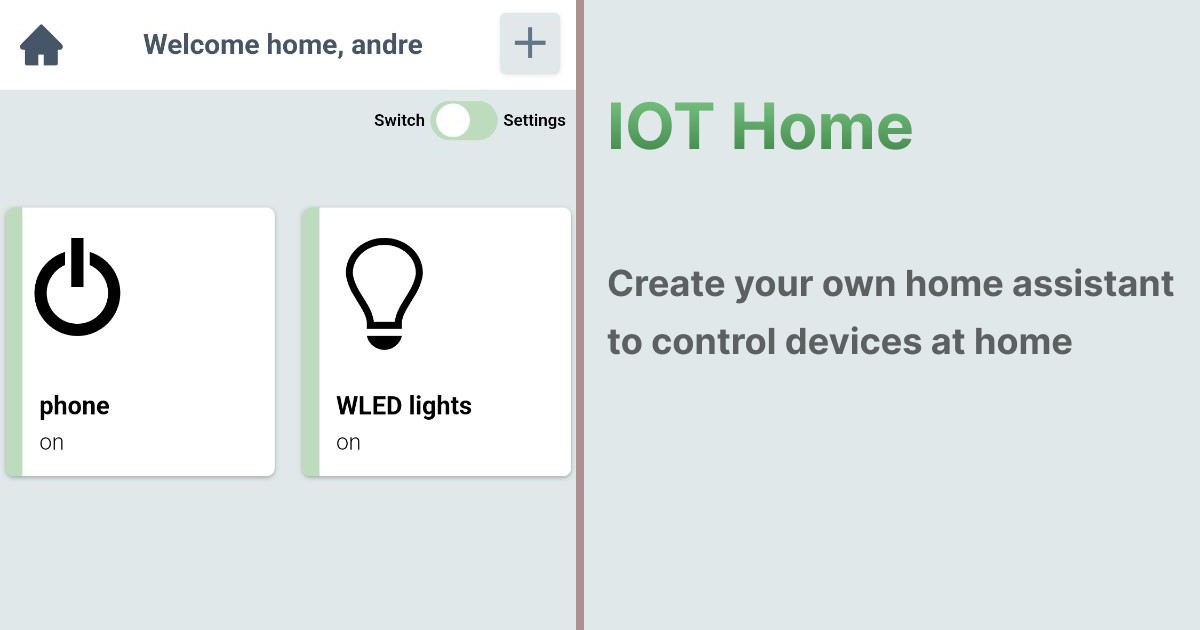 Welcome home, andre
Switch
Settings
phone
on
WLED lights
on
IOT Home
Create your own home assistant
to control devices at home